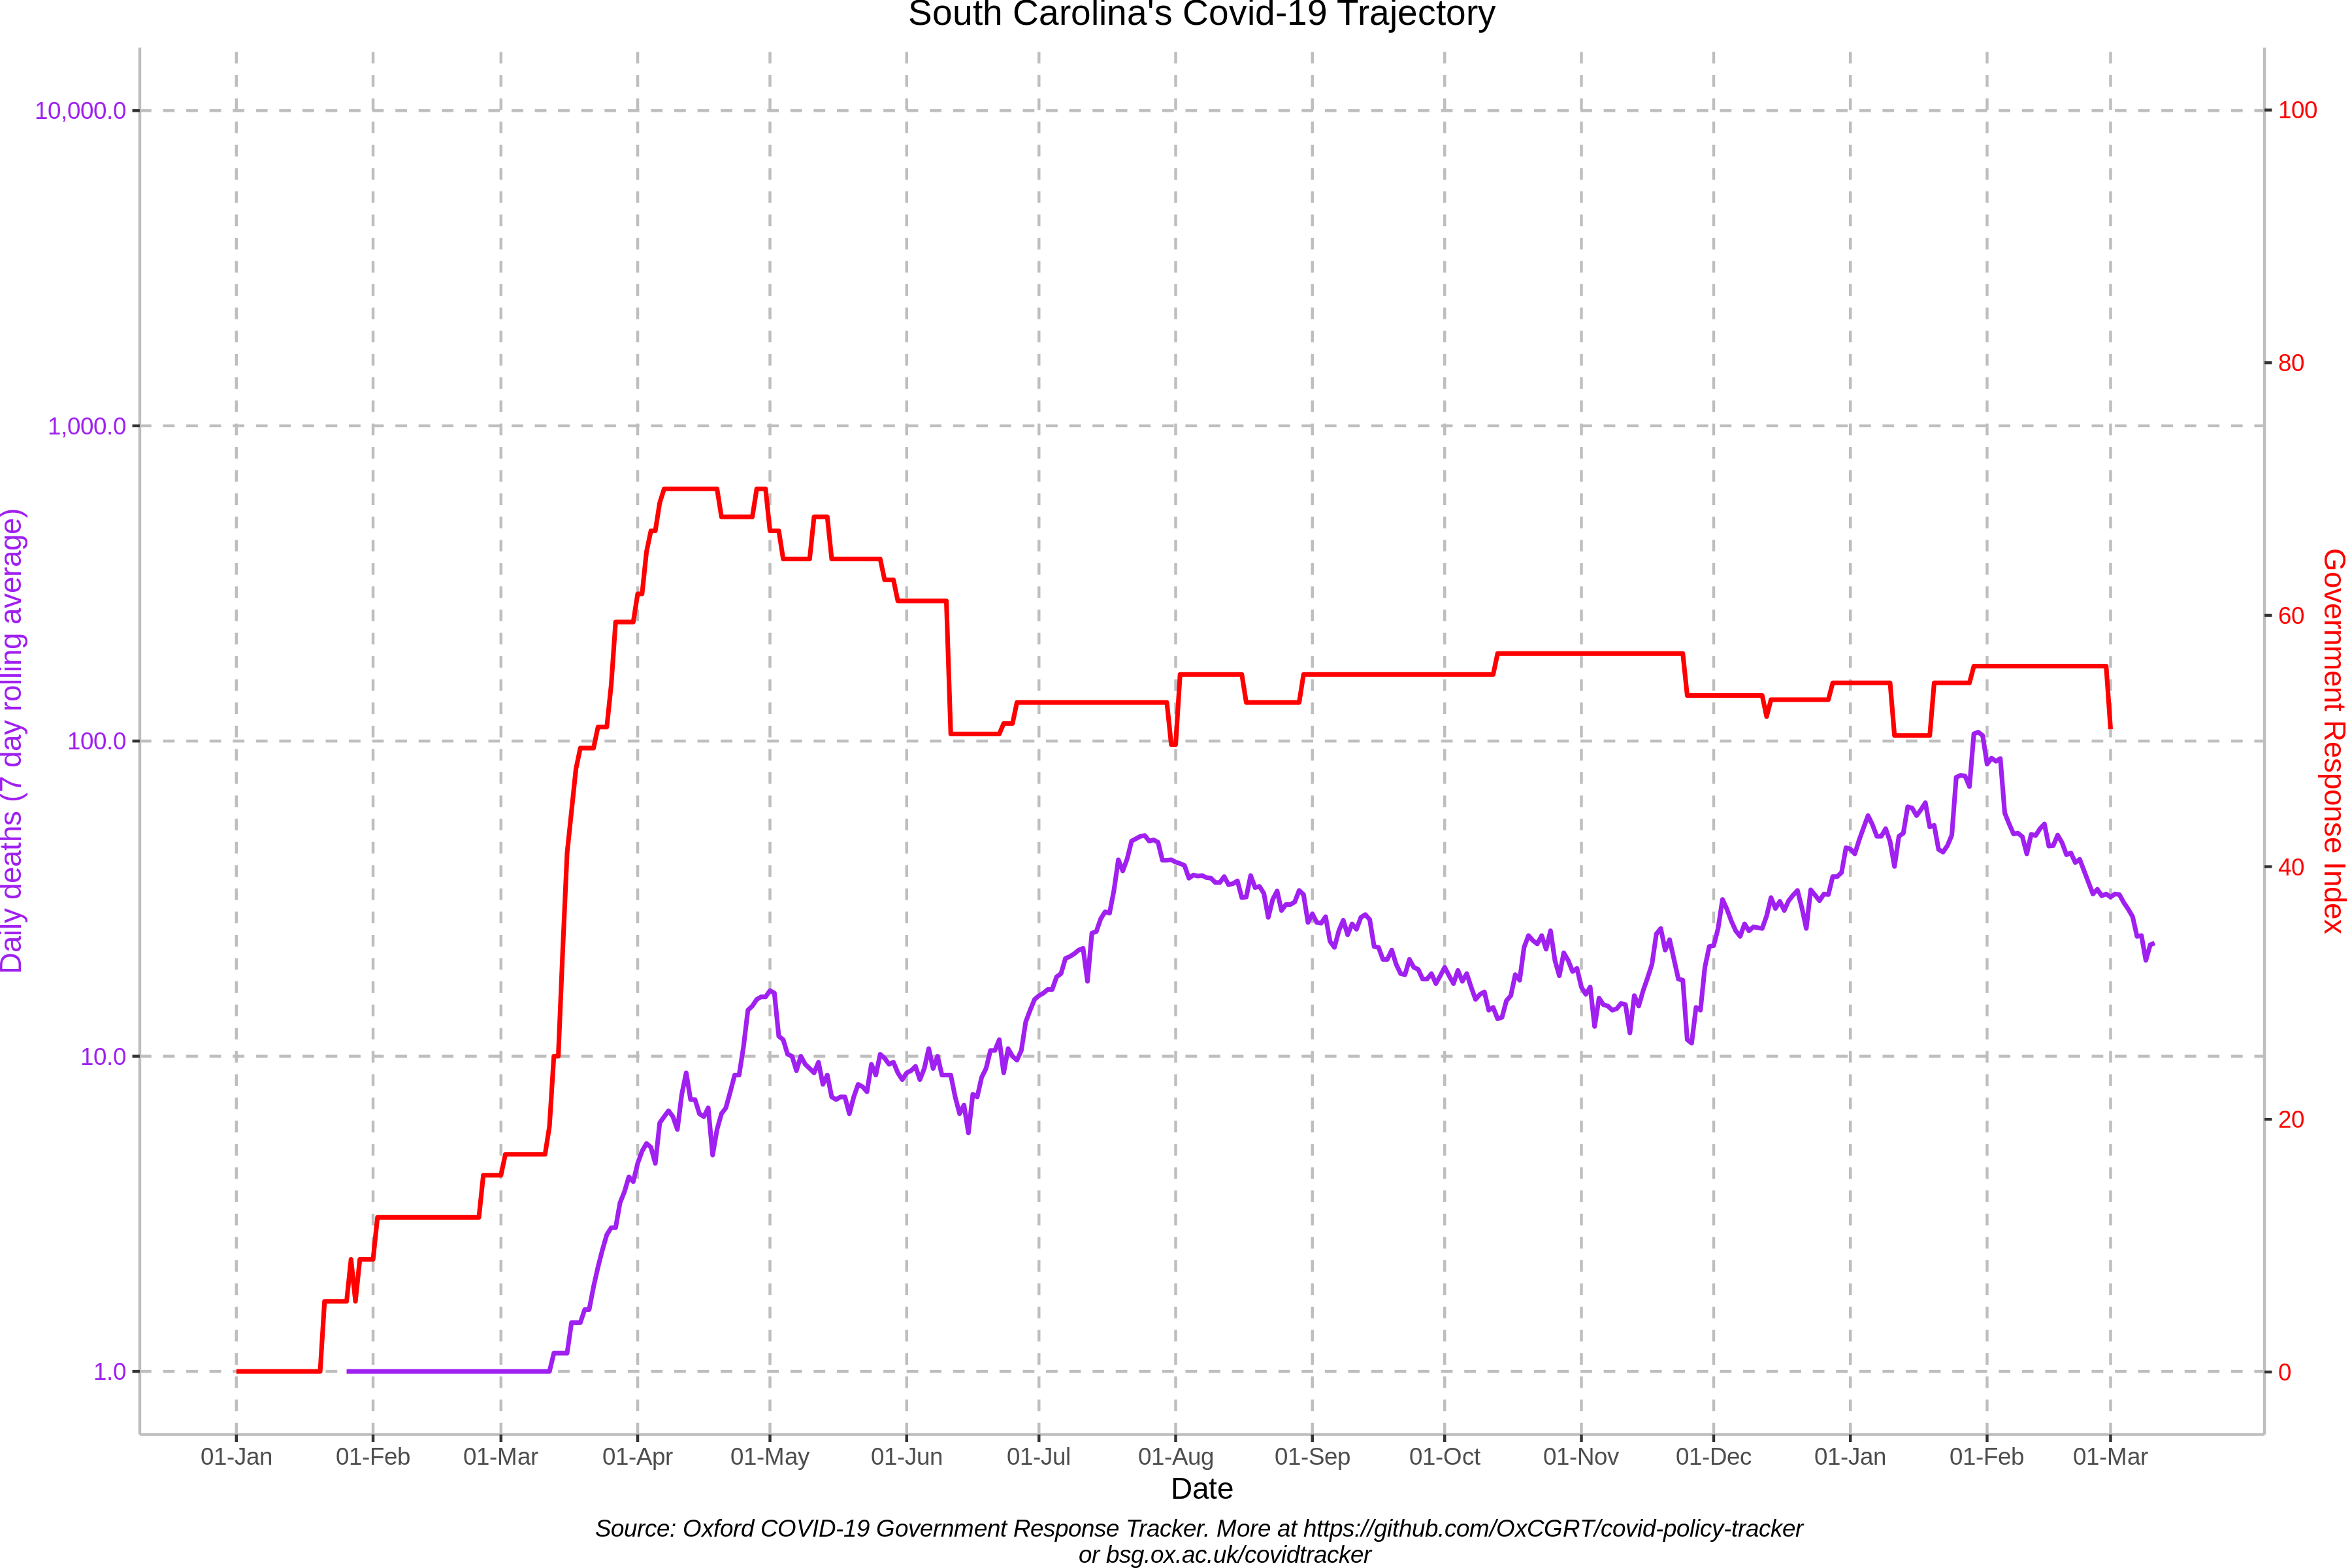 South Carolina's Covid-19 Trajectory
10,000.0
1,000.0
100.0
10.0
1.0
Daily deaths (7 day rolling average)
100
80
60
40
20
0
Government Response Index
01-Jan 01-Feb 01-Mar 01-Apr 01-May 01-Jun 01-Jul 01-Aug 01-Sep 01-Oct 01-Nov 01-Dec 01-Jan 01-Feb 01-Mar
Date
Source: Oxford COVID-19 Government Response Tracker. More at https://github.com/OxCGRT/covid-policy-tracker
or bsg.ox.ac.uk/covidtracker